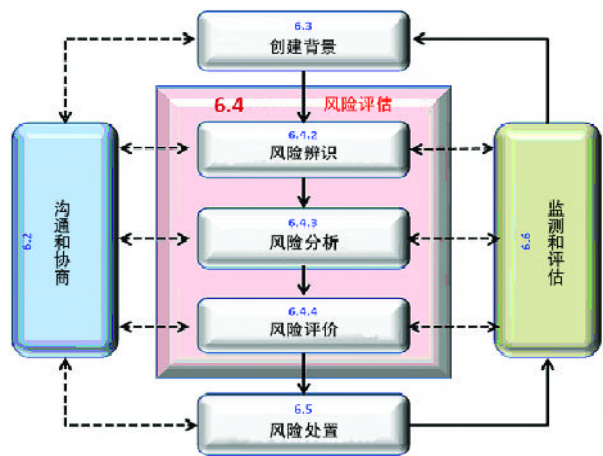 6.3
创建背景
6.4 风险评估
6.4.2
风险辨识
6.2
沟通和协商
6.4.3
风险分析
6.6
监测和评估
6.4.4
风险评价
6.5
风险处置